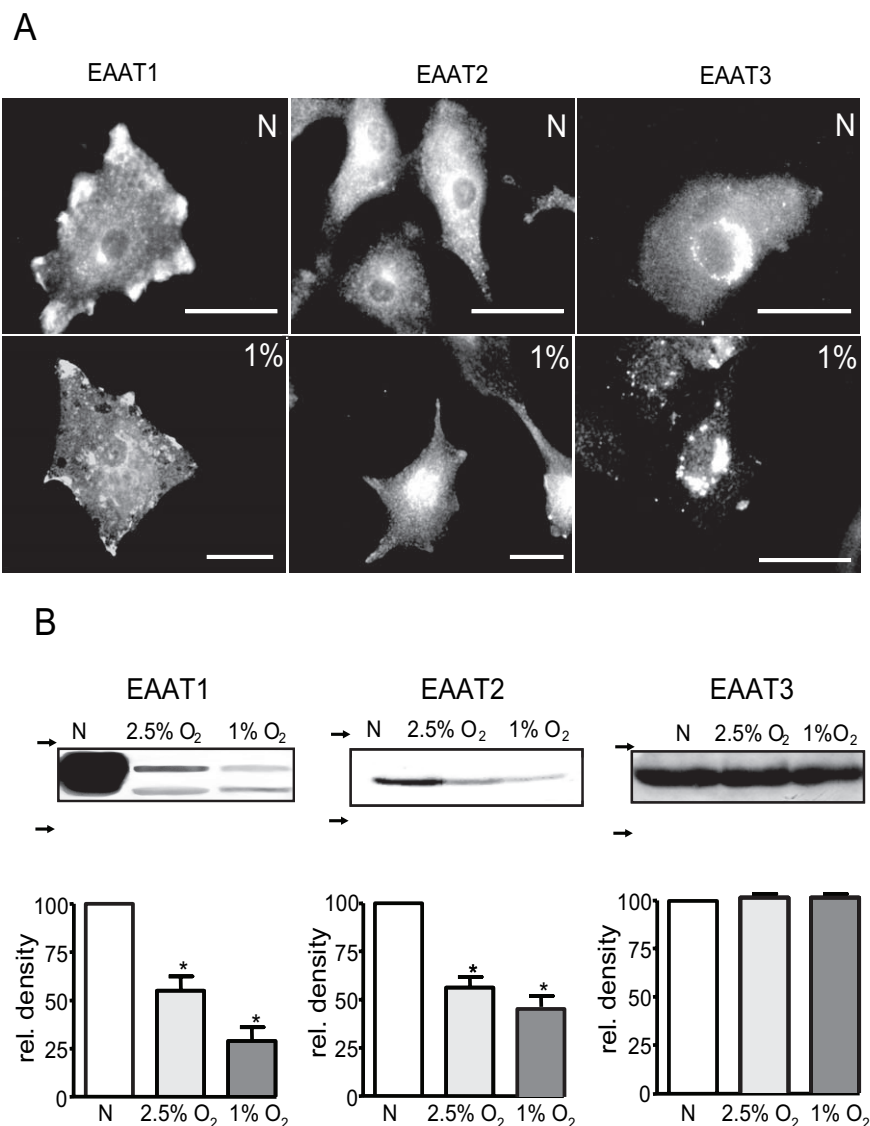 A
EAAT1 EAAT2 EAAT3
N N N
1% 1% 1%
B
EAAT1 EAAT2 EAAT3
N 2.5% O₂ 1% O₂ N 2.5% O₂ 1% O₂ N 2.5% O₂ 1%O₂
rel. density
100
75
50
25
0
* *
N 2.5% O₂ 1% O₂
rel. density
100
75
50
25
0
* *
N 2.5% O₂ 1% O₂
rel. density
100
75
50
25
0
N 2.5% O₂ 1% O₂